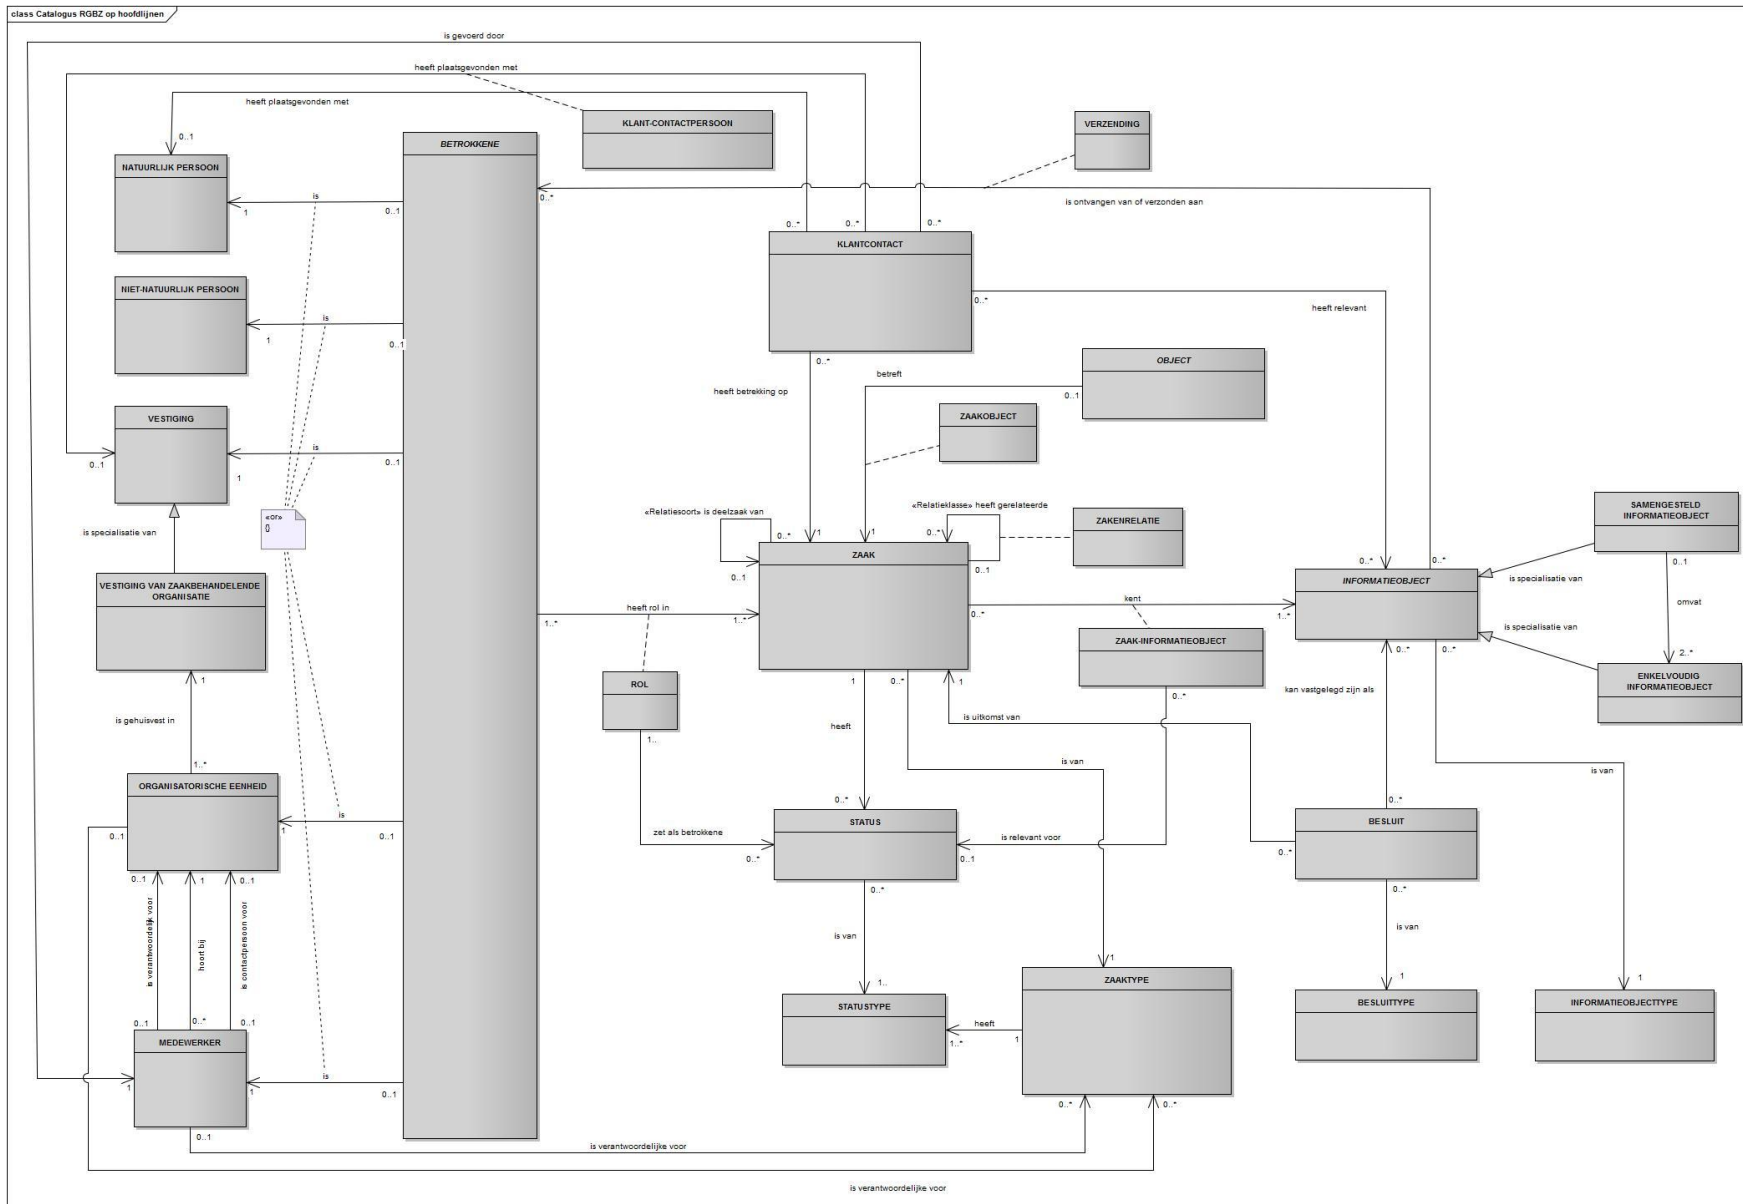 class Catalogus RGBZ op hoofdlijnen
is gevoerd door
heeft plaatsgevonden met
heeft plaatsgevonden met
KLANT-CONTACTPERSOON
VERZENDING
0..1
BETROKKENE
NATUURLIJK PERSOON
is
1
0..1
0..*
is ontvangen van of verzonden aan
0..*
0..*
0..*
KLANTCONTACT
NIET-NATUURLIJK PERSOON
is
1
0..1
0..*
heeft relevant
0..*
OBJECT
betreft
0..1
heeft betrekking op
VESTIGING
is
0..1
1
0..1
ZAAKOBJECT
«or»
{}
is specialisatie van
«Relatiesoort» is deelzaak van
0..*
1
1
«Relatieklasse» heeft gerelateerde
0..*
ZAKENRELATIE
SAMENGESTELD
INFORMATIEOBJECT
ZAAK
0..1
0..1
0..*
0..*
0..1
INFORMATIEOBJECT
is specialisatie van
VESTIGING VAN ZAAKBEHANDELENDE
ORGANISATIE
omvat
heeft rol in
1..*
1..*
0..*
kent
1..*
is specialisatie van
ZAAK-INFORMATIEOBJECT
0..*
0..*
2..*
1
ROL
1
0..*
1
0..*
kan vastgelegd zijn als
ENKELVOUDIG
INFORMATIEOBJECT
is gehuisvest in
is uitkomst van
heeft
1..
1..*
is van
is van
ORGANISATORISCHE EENHEID
0..*
0..*
is
1
0..1
0..1
STATUS
BESLUIT
zet als betrokkene
0..*
is relevant voor
0..1
0..*
0..1
1
0..1
0..*
0..*
is verantwoordelijk voor
hoort bij
is contactpersoon voor
is van
is van
1
1..
1
1
ZAAKTYPE
STATUSTYPE
BESLUITTYPE
INFORMATIEOBJECTTYPE
0..1
0..*
0..1
heeft
1..*
1
MEDEWERKER
is
1
1
0..1
0..*
0..*
0..1
is verantwoordelijke voor
is verantwoordelijke voor